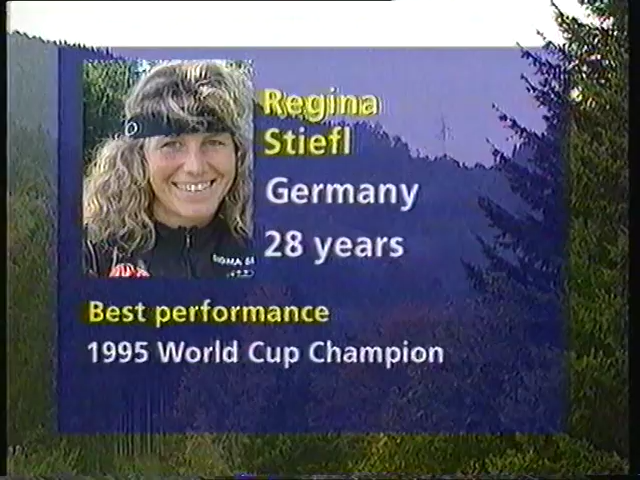 Regina
Stiefl
Germany
28 years
Best performance
1995 World Cup Champion